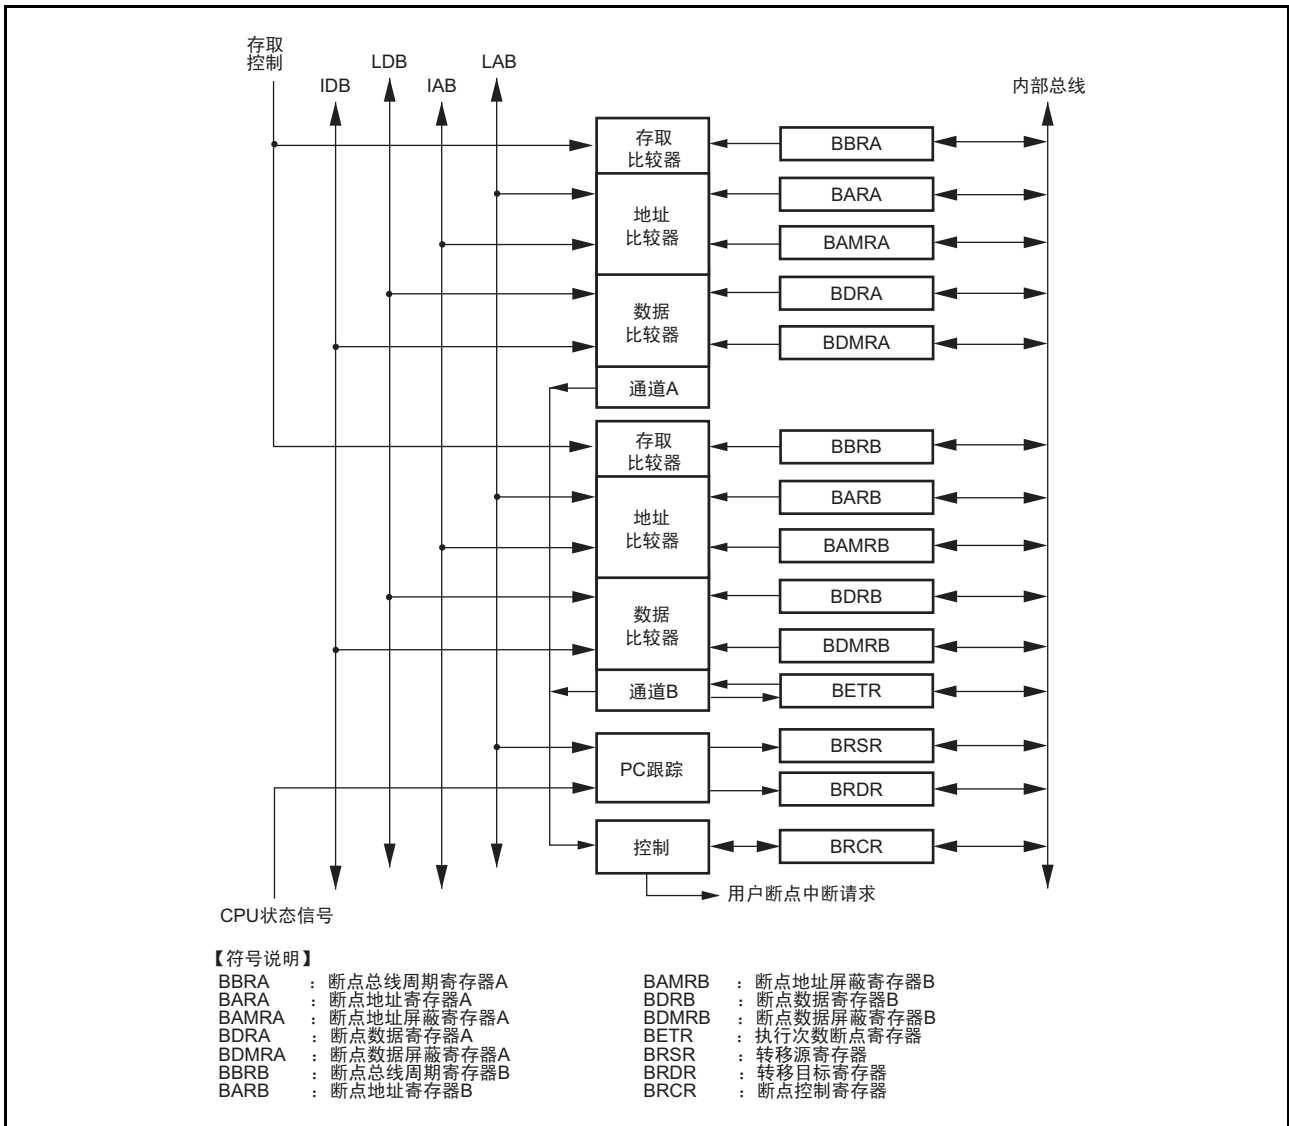 存取
控制
IDB
LDB
IAB
LAB
内部总线
存取
比较器
BBRA
地址
比较器
BARA
BAMRA
数据
比较器
BDRA
BDMRA
通道A
存取
比较器
BBRB
地址
比较器
BARB
BAMRB
数据
比较器
BDRB
BDMRB
通道B
BETR
PC跟踪
BRSR
BRDR
控制
BRCR
用户断点中断请求
CPU状态信号
【符号说明】
BBRA : 断点总线周期寄存器A
BARA : 断点地址寄存器A
BAMRA : 断点地址屏蔽寄存器A
BDRA : 断点数据寄存器A
BDMRA : 断点数据屏蔽寄存器A
BBRB : 断点总线周期寄存器B
BARB : 断点地址寄存器B
BAMRB : 断点地址屏蔽寄存器B
BDRB : 断点数据寄存器B
BDMRB : 断点数据屏蔽寄存器B
BETR : 执行次数断点寄存器
BRSR : 转移源寄存器
BRDR : 转移目标寄存器
BRCR : 断点控制寄存器